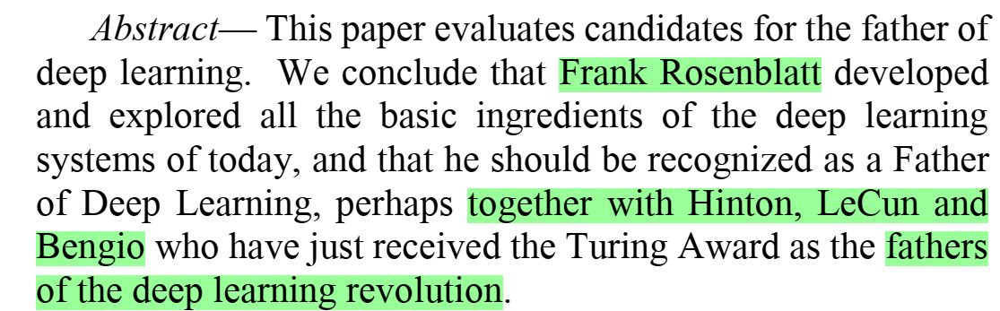 Abstract— This paper evaluates candidates for the father of
deep learning. We conclude that Frank Rosenblatt developed
and explored all the basic ingredients of the deep learning
systems of today, and that he should be recognized as a Father
of Deep Learning, perhaps together with Hinton, LeCun and
Bengio who have just received the Turing Award as the fathers
of the deep learning revolution.